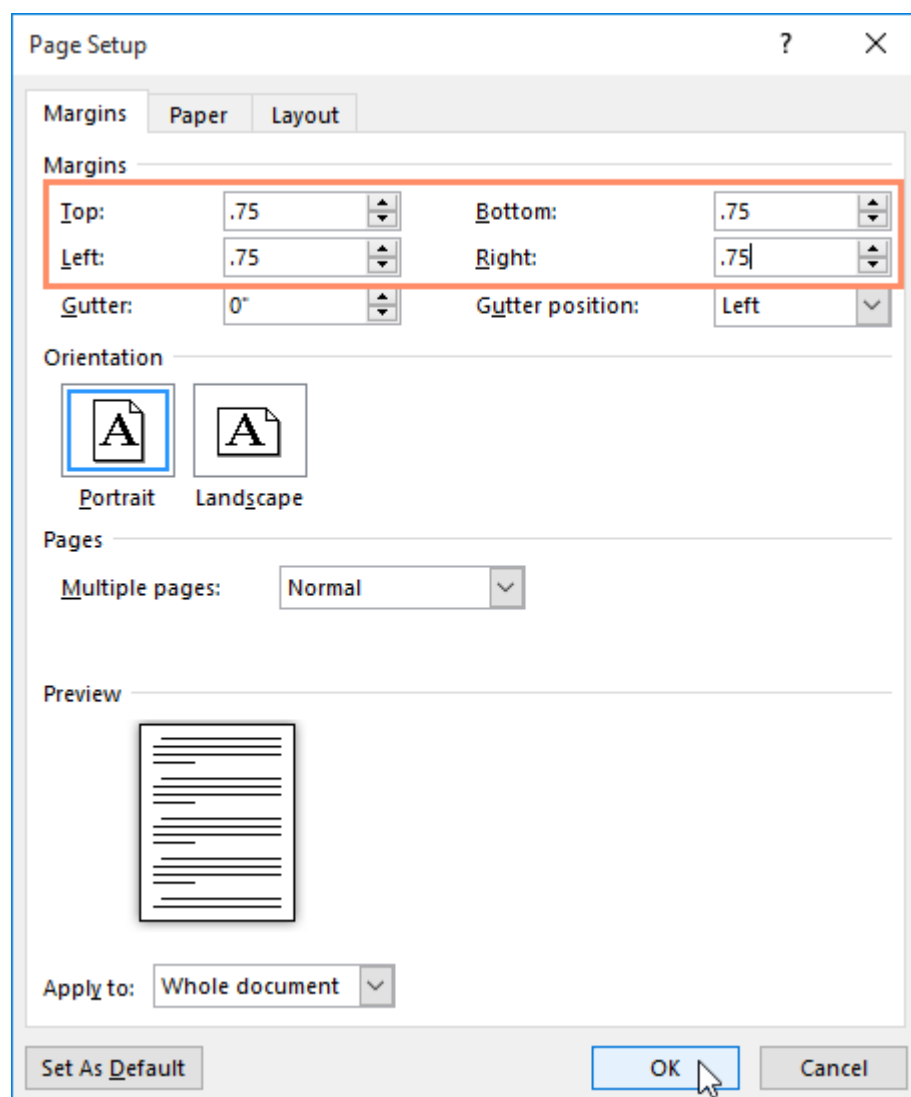 Page Setup ?
Margins Paper Layout
Margins
Top: .75 Bottom: .75
Left: .75 Right: .75
Gutter: 0" Gutter position: Left
Orientation
A A
Portrait Landscape
Pages
Multiple pages: Normal
Preview
Apply to: Whole document
Set As Default OK Cancel